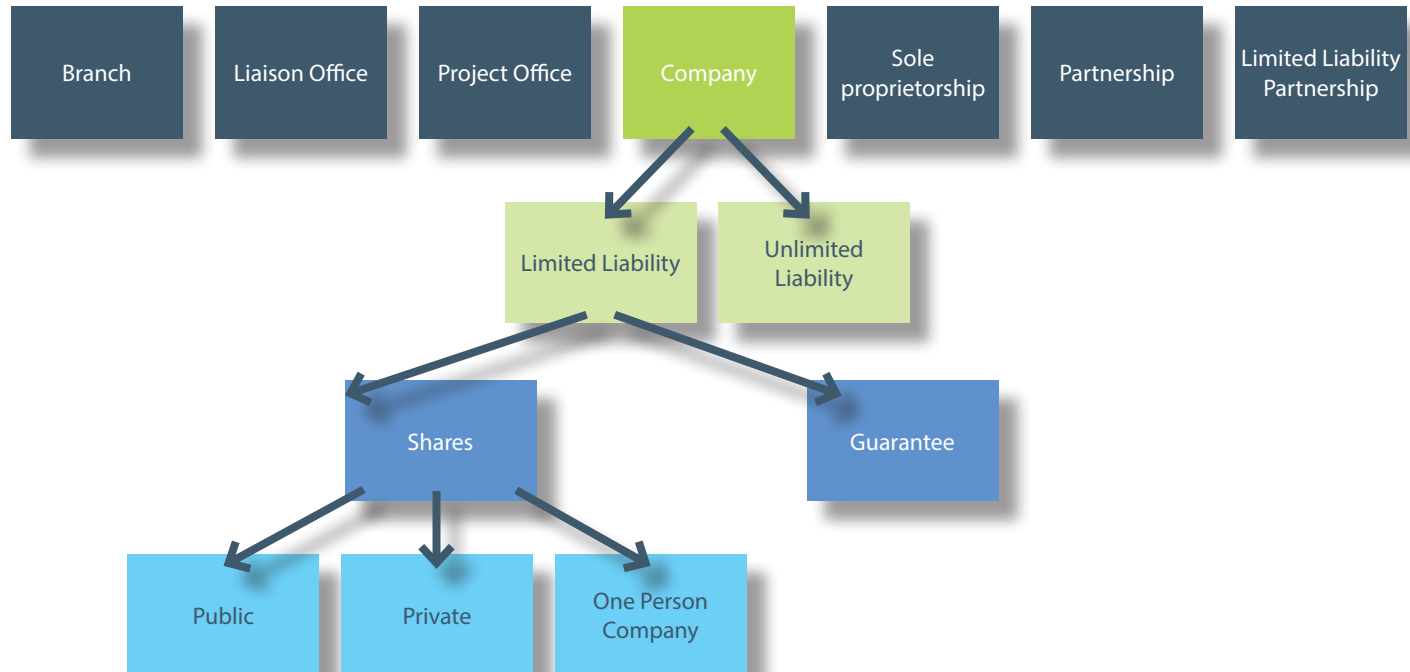 Branch
Liaison Office
Project Office
Company
Sole
proprietorship
Partnership
Limited Liability
Partnership
Limited Liability
Unlimited
Liability
Shares
Guarantee
Public
Private
One Person
Company